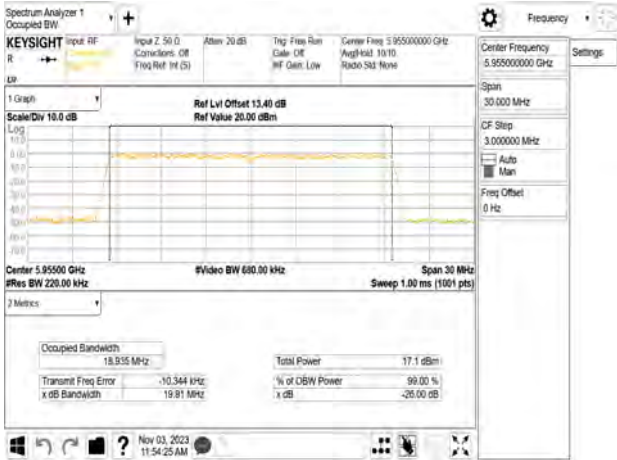 Spectrum Analyzer 1
Occupied BW
Frequency
KEYSIGHT Input: RF
R
Input Z: 50 Ω
Corrections: Off
Freq Ref: Int (S)
Atten: 20 dB
Trig: Free Run
Gate: Off
#IF Gain: Low
Center Freq: 5.955000000 GHz
Avg|Hold: 10/10
Radio Std: None
Center Frequency
5.955000000 GHz
Settings
Span
30.000 MHz
CF Step
3.000000 MHz
Auto
Man
Freq Offset
0 Hz
1 Graph
Scale/Div 10.0 dB
Log
Ref Lvl Offset 13.40 dB
Ref Value 20.00 dBm
10.0
0.00
Center 5.95500 GHz
#Res BW 220.00 kHz
#Video BW 680.00 kHz
Span 30 MHz
Sweep 1.00 ms (1001 pts)
2 Metrics
Occupied Bandwidth
18.935 MHz
Total Power
17.1 dBm
Transmit Freq Error
-10.344 kHz
% of OBW Power
99.00 %
x dB Bandwidth
19.81 MHz
x dB
-26.00 dB
?
Nov 03, 2023
11:54:25 AM